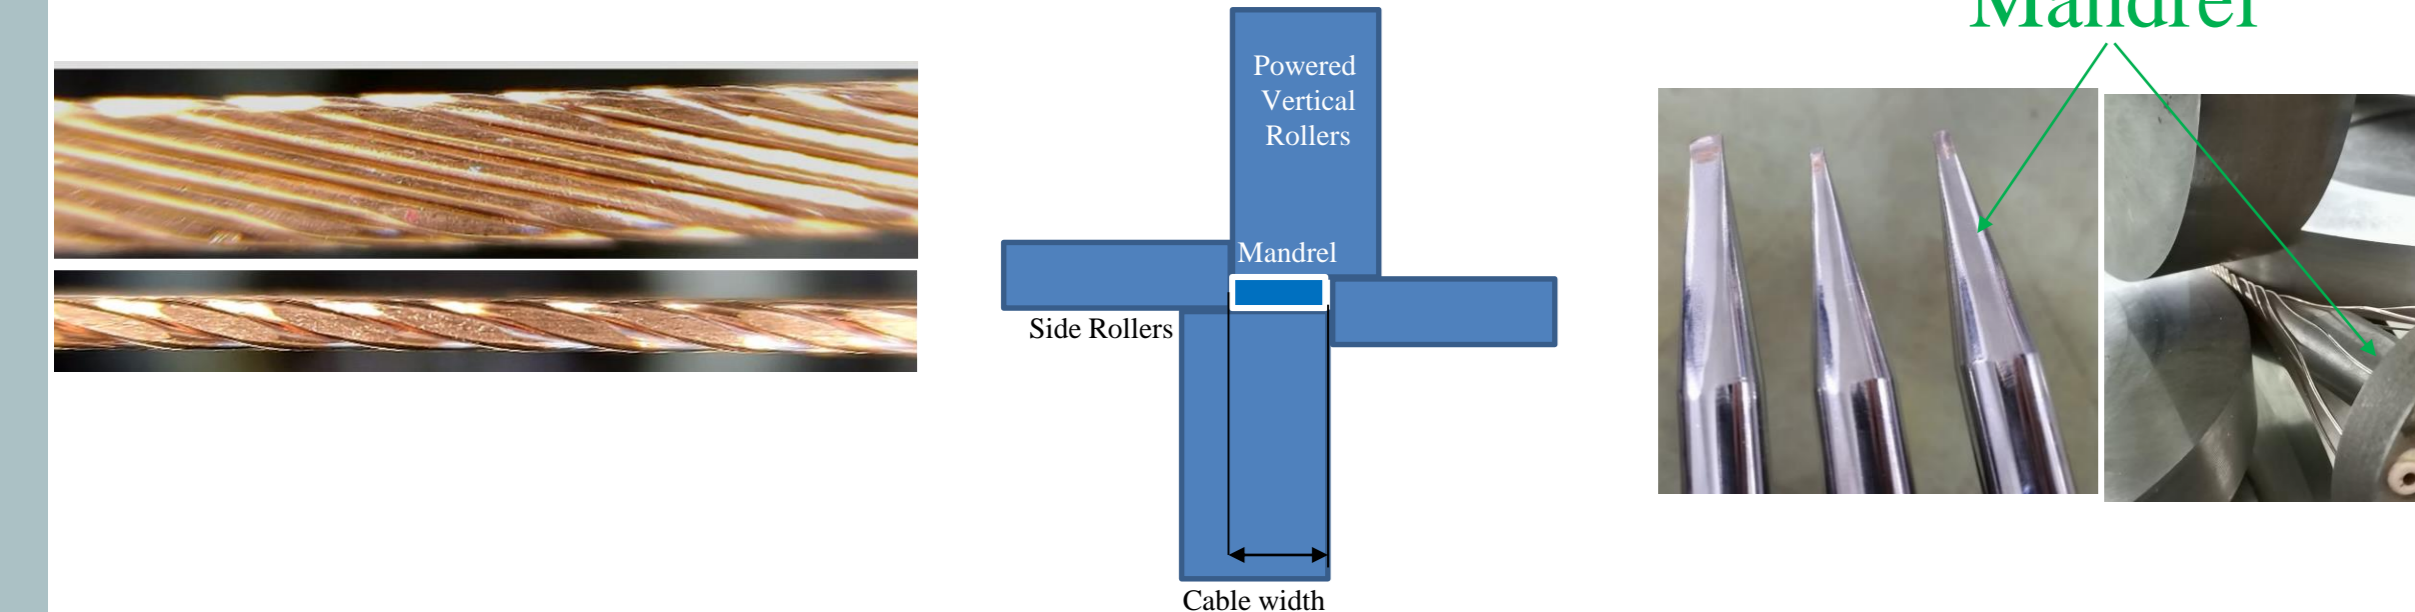 Mandrel
Powered
Vertical
Rollers
Mandrel
Side Rollers
Cable width